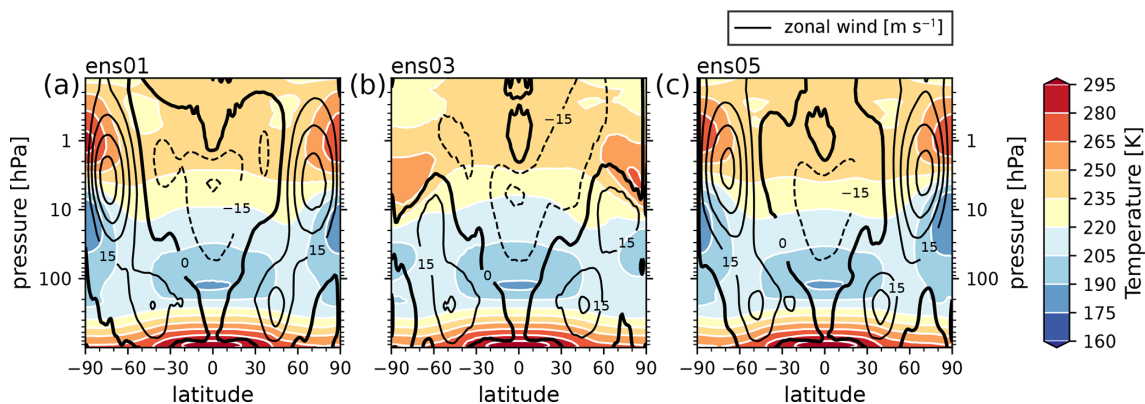 zonal wind [m s⁻¹]
(a) ens01
(b) ens03
(c) ens05
pressure [hPa]
1
10
100
−15
15
0
15
−15
15
0
15
−15
15
0
15
1
10
100
pressure [hPa]
295
280
265
250
235
220
205
190
175
160
Temperature [K]
−90 −60 −30 0 30 60 90
−90 −60 −30 0 30 60 90
−90 −60 −30 0 30 60 90
latitude
latitude
latitude